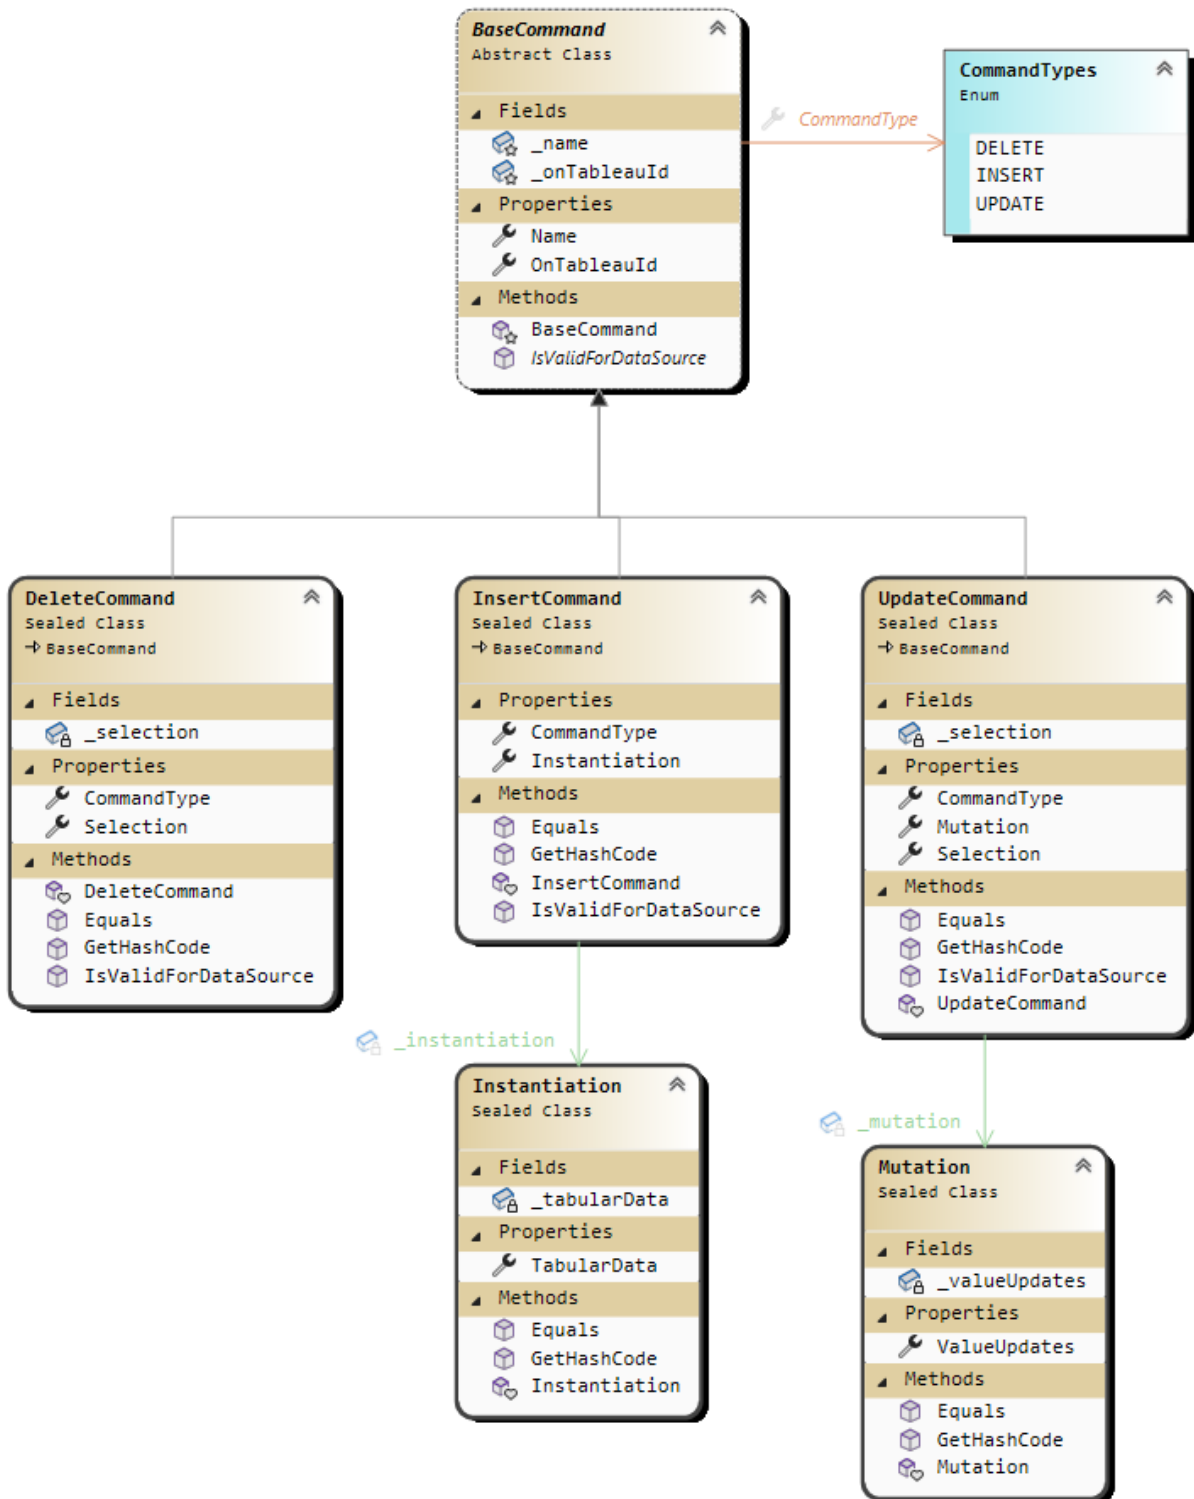 BaseCommand
Abstract Class
Fields
_name
_onTableauId
Properties
Name
OnTableauId
Methods
BaseCommand
IsValidForDataSource
CommandType
CommandTypes
Enum
DELETE
INSERT
UPDATE
DeleteCommand
Sealed Class
BaseCommand
Fields
_selection
Properties
CommandType
Selection
Methods
DeleteCommand
Equals
GetHashCode
IsValidForDataSource
InsertCommand
Sealed Class
BaseCommand
Properties
CommandType
Instantiation
Methods
Equals
GetHashCode
InsertCommand
IsValidForDataSource
UpdateCommand
Sealed Class
BaseCommand
Fields
_selection
Properties
CommandType
Mutation
Selection
Methods
Equals
GetHashCode
IsValidForDataSource
UpdateCommand
_instantiation
Instantiation
Sealed Class
Fields
_tabularData
Properties
TabularData
Methods
Equals
GetHashCode
Instantiation
_mutation
Mutation
Sealed Class
Fields
_valueUpdates
Properties
ValueUpdates
Methods
Equals
GetHashCode
Mutation